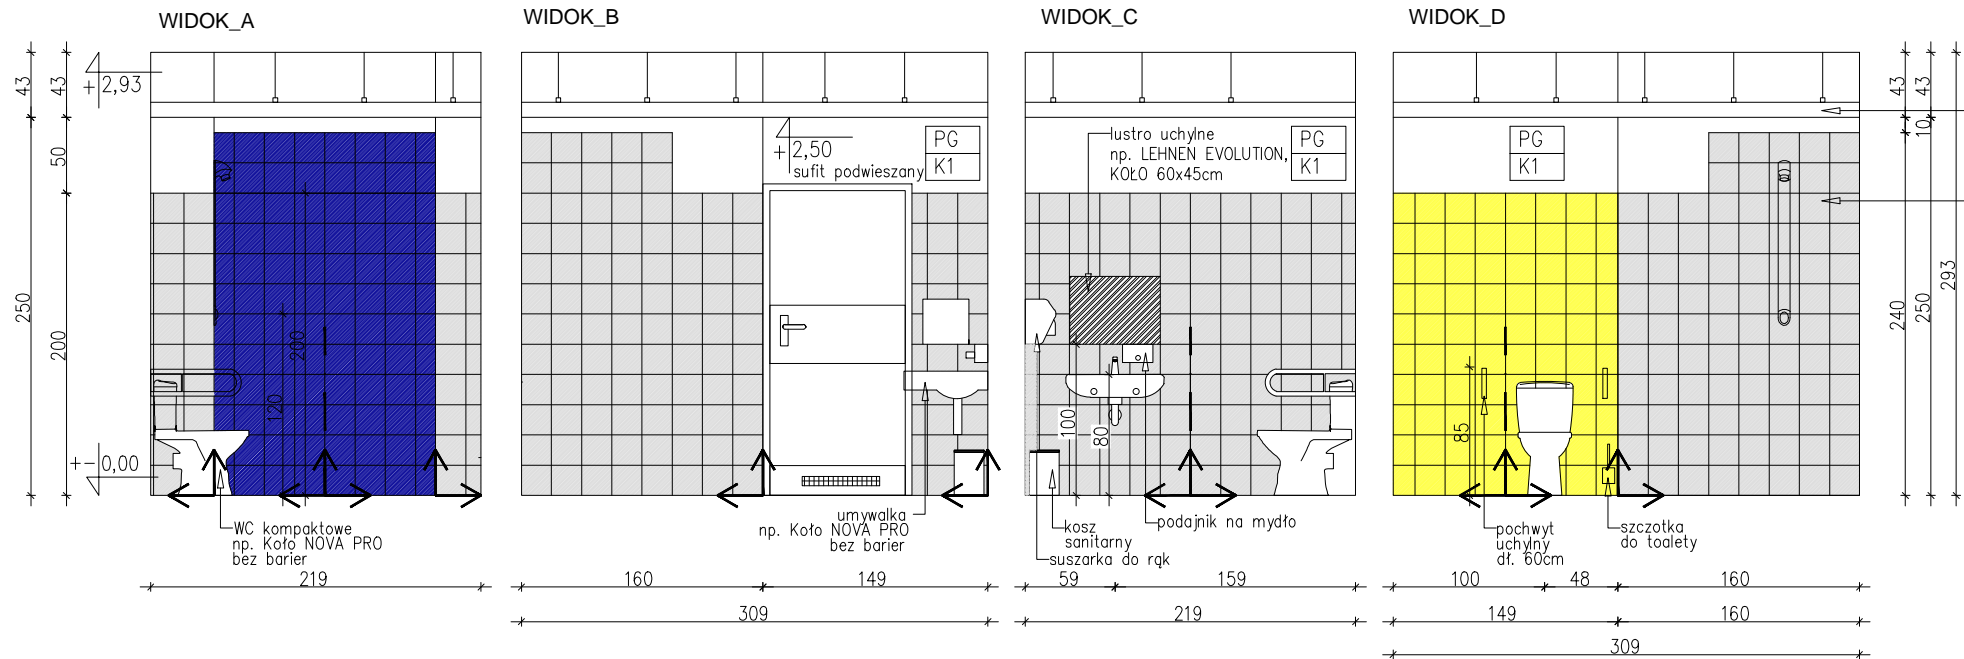 WIDOK_A
WIDOK_B
WIDOK_C
WIDOK_D
43
43
+2,93
50
250
200
200
120
+-0,00
WC kompaktowe
np. Koło NOVA PRO
bez barier
219
+2,50
sufit podwieszany
PG
K1
umywalka
np. Koło NOVA PRO
bez barier
160
149
309
lustro uchylne
np. LEHNEN EVOLUTION,
KOŁO 60x45cm
PG
K1
100
80
kosz
sanitarny
podajnik na mydło
suszarka do rąk
59
159
219
PG
K1
85
pochwyt
uchylny
dł. 60cm
szczotka
do toalety
100
48
160
149
160
309
43
43
10
240
250
293